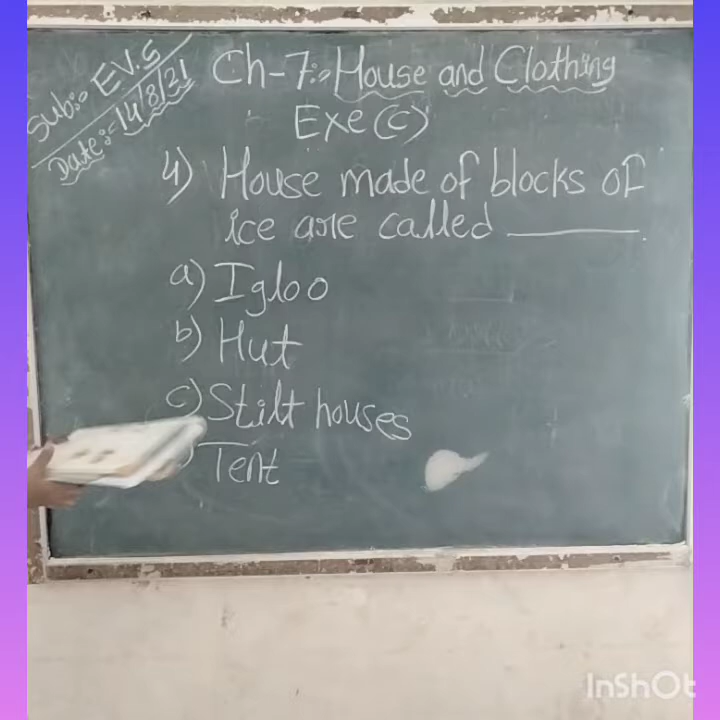 Sub:- EV.S
Date:- 14/8/21
Ch-7:- House and Clothing
Exe (c)
4) House made of blocks of
ice are called ______.
a) Igloo
b) Hut
c) Stilt houses
) Tent
InShOt